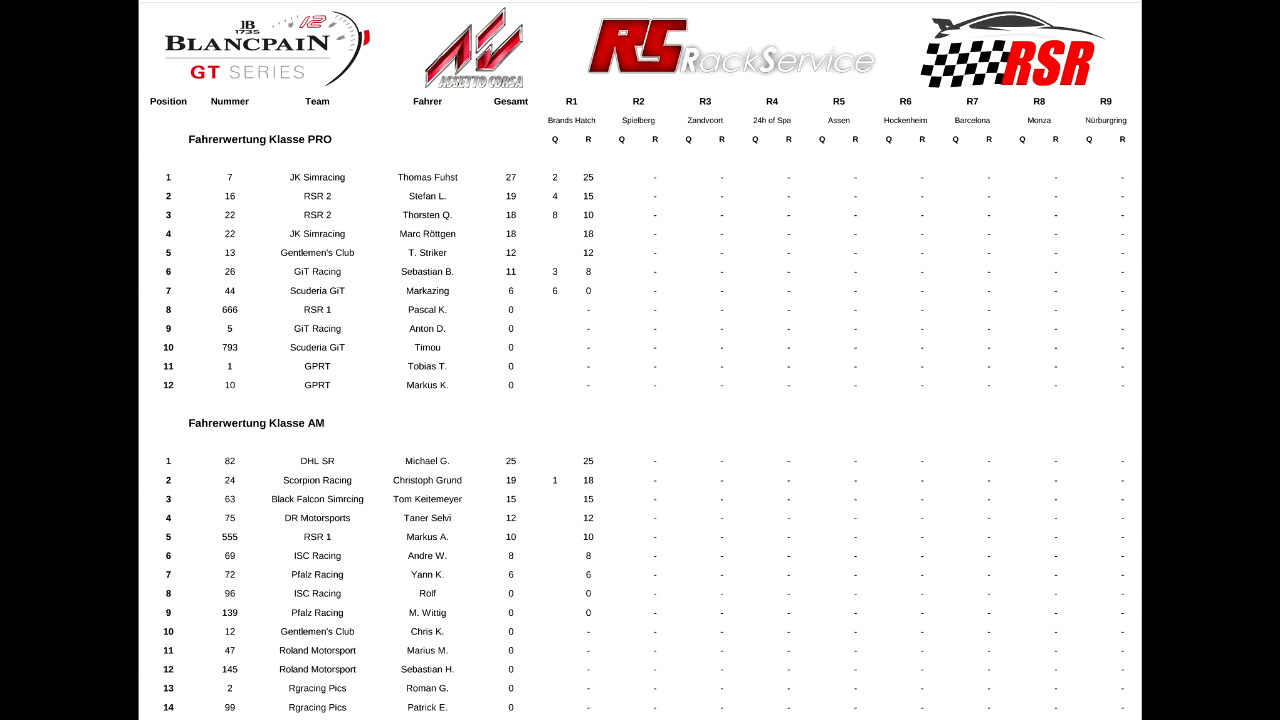 JB 1735 12
BLANCPAIN
GT SERIES
ASSETTO CORSA
RS RackService
RSR
Position Nummer Team Fahrer Gesamt R1 R2 R3 R4 R5 R6 R7 R8 R9
Brands Hatch Spielberg Zandvoort 24h of Spa Assen Hockenheim Barcelona Monza Nürburgring
Fahrerwertung Klasse PRO Q R Q R Q R Q R Q R Q R Q R Q R Q R
1 7 JK Simracing Thomas Fuhst 27 2 25 - - - - - - - -
2 16 RSR 2 Stefan L. 19 4 15 - - - - - - - -
3 22 RSR 2 Thorsten Q. 18 8 10 - - - - - - - -
4 22 JK Simracing Marc Röttgen 18 18 - - - - - - - -
5 13 Gentlemen's Club T. Striker 12 12 - - - - - - - -
6 26 GiT Racing Sebastian B. 11 3 8 - - - - - - - -
7 44 Scuderia GiT Markazing 6 6 0 - - - - - - - -
8 666 RSR 1 Pascal K. 0 - - - - - - - - -
9 5 GiT Racing Anton D. 0 - - - - - - - - -
10 793 Scuderia GiT Timou 0 - - - - - - - - -
11 1 GPRT Tobias T. 0 - - - - - - - - -
12 10 GPRT Markus K. 0 - - - - - - - - -
Fahrerwertung Klasse AM
1 82 DHL SR Michael G. 25 25 - - - - - - - -
2 24 Scorpion Racing Christoph Grund 19 1 18 - - - - - - - -
3 63 Black Falcon Simrcing Tom Keitemeyer 15 15 - - - - - - - -
4 75 DR Motorsports Taner Selvi 12 12 - - - - - - - -
5 555 RSR 1 Markus A. 10 10 - - - - - - - -
6 69 ISC Racing Andre W. 8 8 - - - - - - - -
7 72 Pfalz Racing Yann K. 6 6 - - - - - - - -
8 96 ISC Racing Rolf 0 0 - - - - - - - -
9 139 Pfalz Racing M. Wittig 0 0 - - - - - - - -
10 12 Gentlemen's Club Chris K. 0 - - - - - - - - -
11 47 Roland Motorsport Marius M. 0 - - - - - - - - -
12 145 Roland Motorsport Sebastian H. 0 - - - - - - - - -
13 2 Rgracing Pics Roman G. 0 - - - - - - - - -
14 99 Rgracing Pics Patrick E. 0 - - - - - - - - -